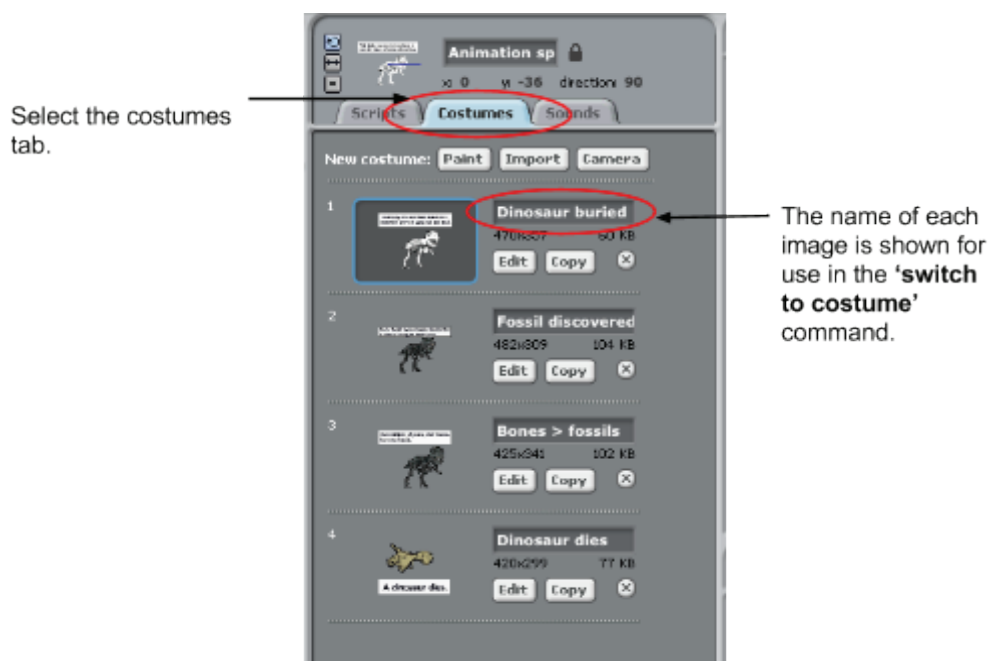 Animation sp
x: 0 y: -36 direction: 90
Scripts Costumes Sounds
Select the costumes
tab.
New costume: Paint Import Camera
1
Dinosaur buried
60 KB
Edit Copy
The name of each
image is shown for
use in the ‘switch
to costume’
command.
2
Fossil discovered
482x309 104 KB
Edit Copy
3
Bones > fossils
425x341 102 KB
Edit Copy
4
Dinosaur dies
420x299 77 KB
A dinosaur dies.
Edit Copy